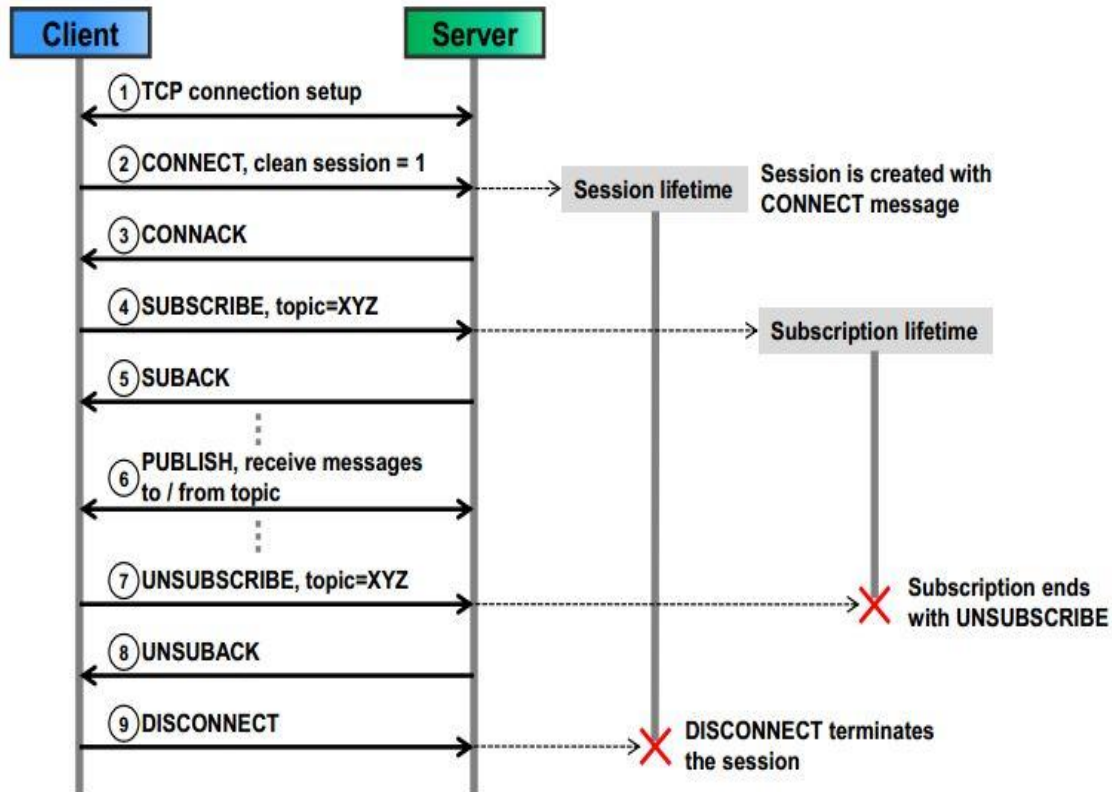 Client
Server
1 TCP connection setup
2 CONNECT, clean session = 1
Session lifetime
Session is created with
CONNECT message
3 CONNACK
4 SUBSCRIBE, topic=XYZ
Subscription lifetime
5 SUBACK
6 PUBLISH, receive messages
to / from topic
7 UNSUBSCRIBE, topic=XYZ
Subscription ends
with UNSUBSCRIBE
8 UNSUBACK
9 DISCONNECT
DISCONNECT terminates
the session